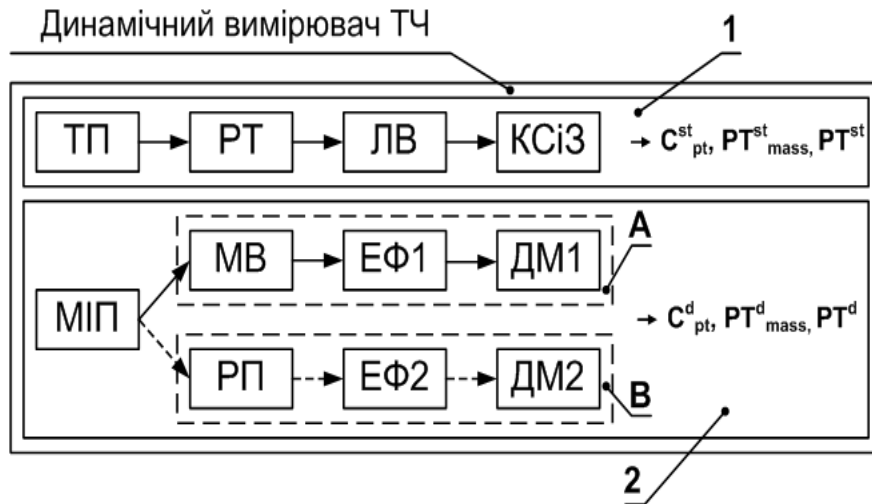 Динамічний вимірювач ТЧ
1
ТП РТ ЛВ КСіЗ → C^st_pt, PT^st_mass, PT^st
A
МВ ЕФ1 ДМ1
МІП → C^d_pt, PT^d_mass, PT^d
РП ЕФ2 ДМ2
B
2